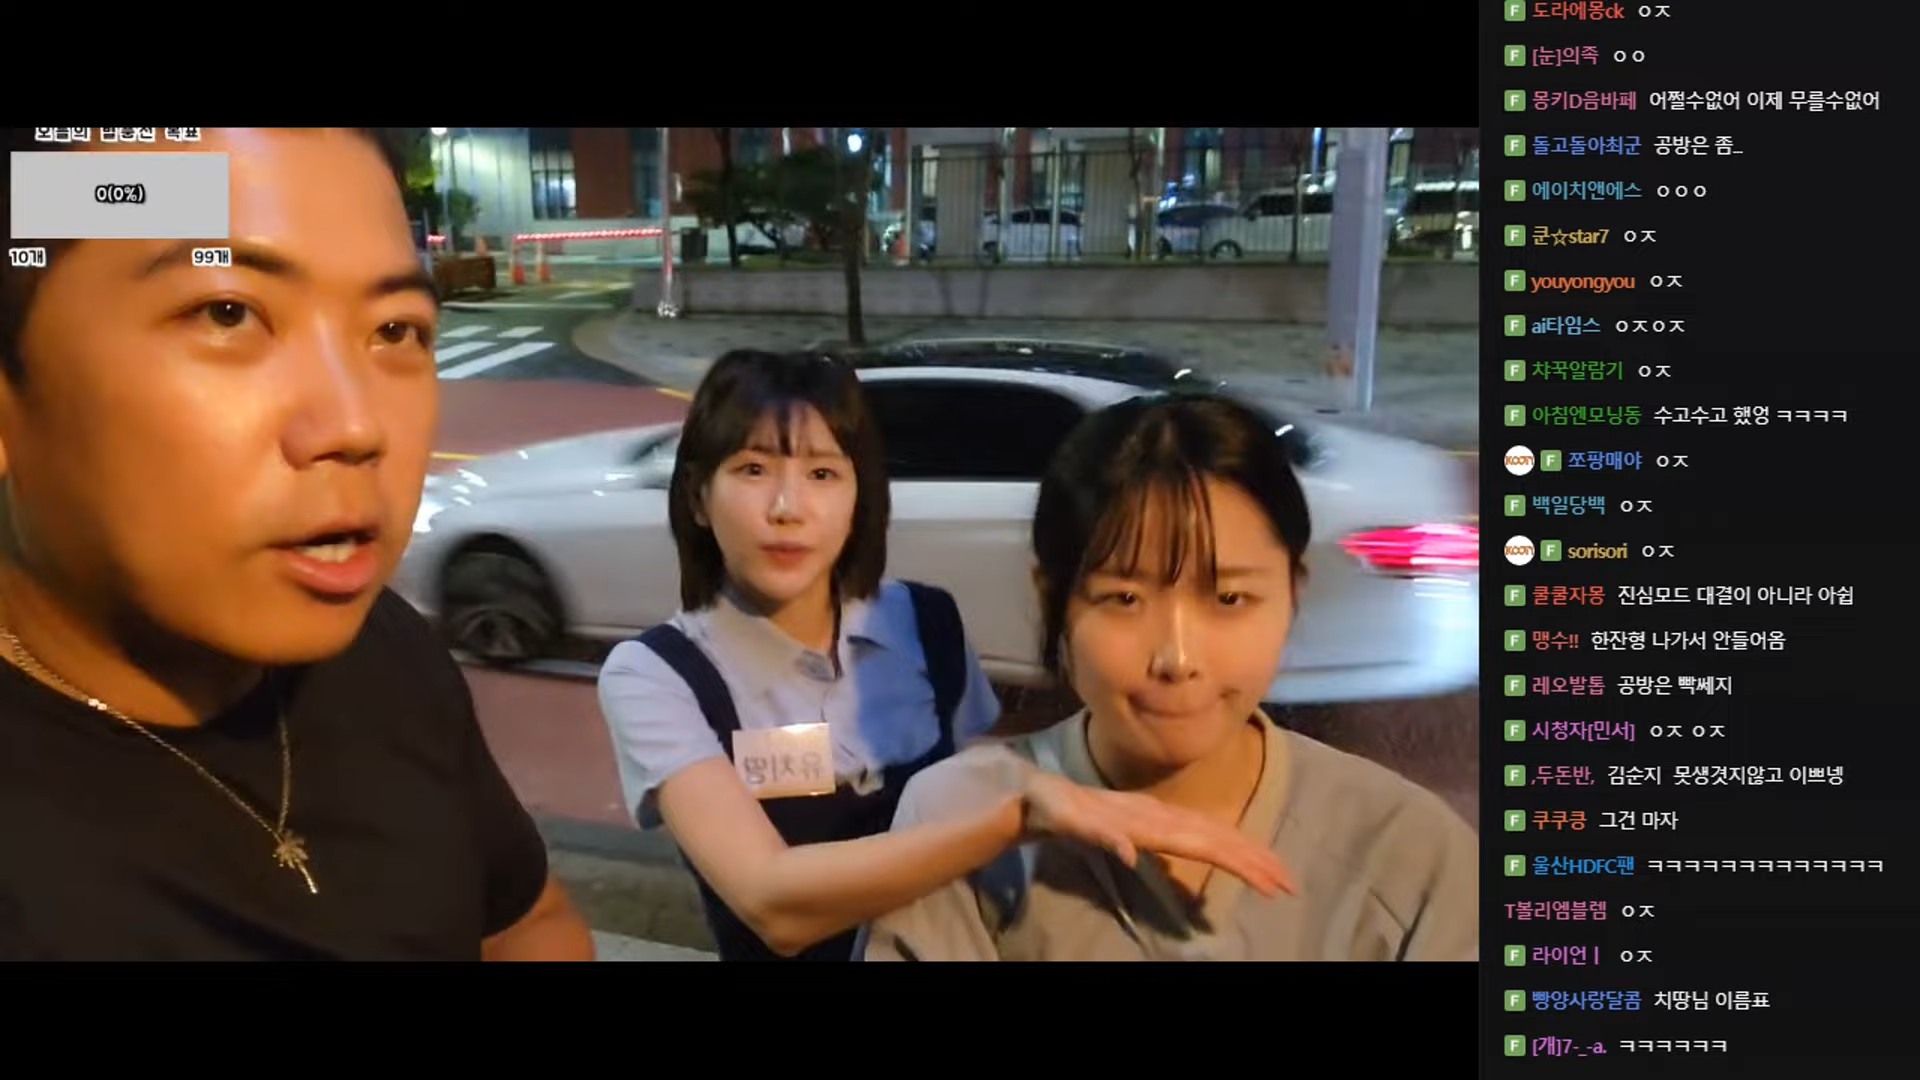 0(0%)
10개 99개
유치땅
F 도라에몽ck ㅇㅈ
F [눈]의족 ㅇㅇ
F 몽키D음바페 어쩔수없어 이제 무를수없어
F 돌고돌아최군 공방은 좀...
F 에이치앤에스 ㅇㅇㅇ
F 쿤☆star7 ㅇㅈ
F youyongyou ㅇㅈ
F ai타임스 ㅇㅈㅇㅈ
F 챠꾹알람기 ㅇㅈ
F 아침엔모닝동 수고수고 했엉 ㅋㅋㅋㅋ
KOON F 쪼팡매야 ㅇㅈ
F 백일당백 ㅇㅈ
KOON F sorisori ㅇㅈ
F 쿨쿨자몽 진심모드 대결이 아니라 아쉽
F 맹수!! 한잔형 나가서 안들어옴
F 레오발톱 공방은 빡쎄지
F 시청자[민서] ㅇㅈ ㅇㅈ
F ,두돈반, 김순지 못생겻지않고 이쁘넹
F 쿠쿠킁 그건 마자
F 울산HDFC팬 ㅋㅋㅋㅋㅋㅋㅋㅋㅋㅋㅋㅋㅋ
T볼리엠블렘 ㅇㅈ
F 라이언ㅣ ㅇㅈ
F 빵양사랑달콤 치땅님 이름표
F [개]7-_-a. ㅋㅋㅋㅋㅋㅋ